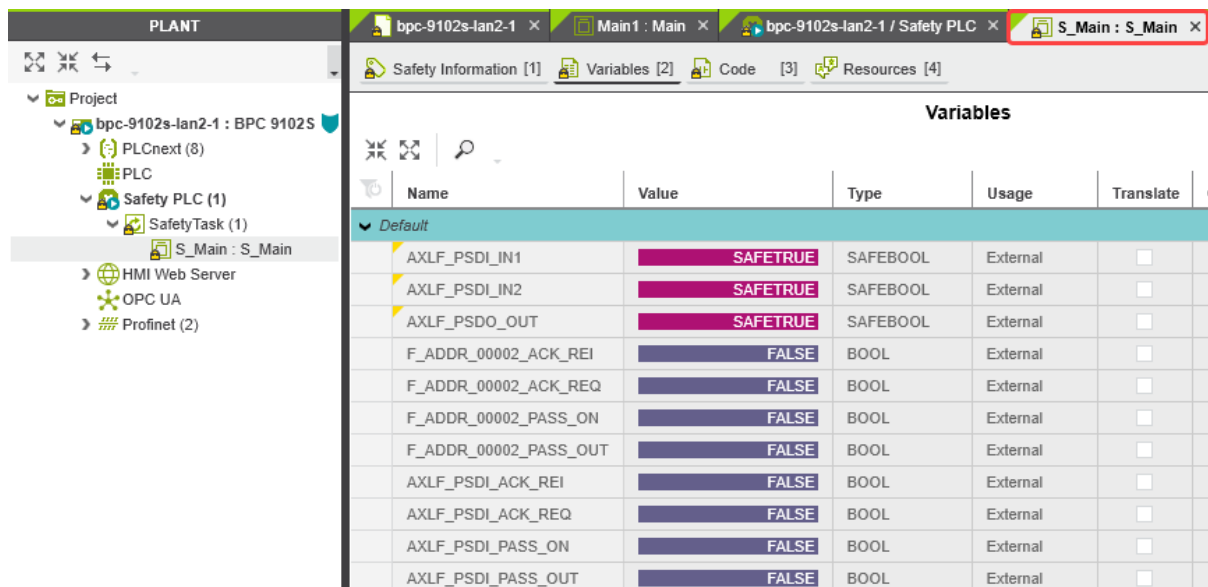 PLANT
Project
bpc-9102s-lan2-1 : BPC 9102S
PLCnext (8)
PLC
Safety PLC (1)
SafetyTask (1)
S_Main : S_Main
HMI Web Server
OPC UA
Profinet (2)
bpc-9102s-lan2-1 × Main1 : Main × bpc-9102s-lan2-1 / Safety PLC × S_Main : S_Main ×
Safety Information [1] Variables [2] Code [3] Resources [4]
Variables
Name Value Type Usage Translate
Default
AXLF_PSDI_IN1 SAFETRUE SAFEBOOL External
AXLF_PSDI_IN2 SAFETRUE SAFEBOOL External
AXLF_PSDO_OUT SAFETRUE SAFEBOOL External
F_ADDR_00002_ACK_REI FALSE BOOL External
F_ADDR_00002_ACK_REQ FALSE BOOL External
F_ADDR_00002_PASS_ON FALSE BOOL External
F_ADDR_00002_PASS_OUT FALSE BOOL External
AXLF_PSDI_ACK_REI FALSE BOOL External
AXLF_PSDI_ACK_REQ FALSE BOOL External
AXLF_PSDI_PASS_ON FALSE BOOL External
AXLF_PSDI_PASS_OUT FALSE BOOL External